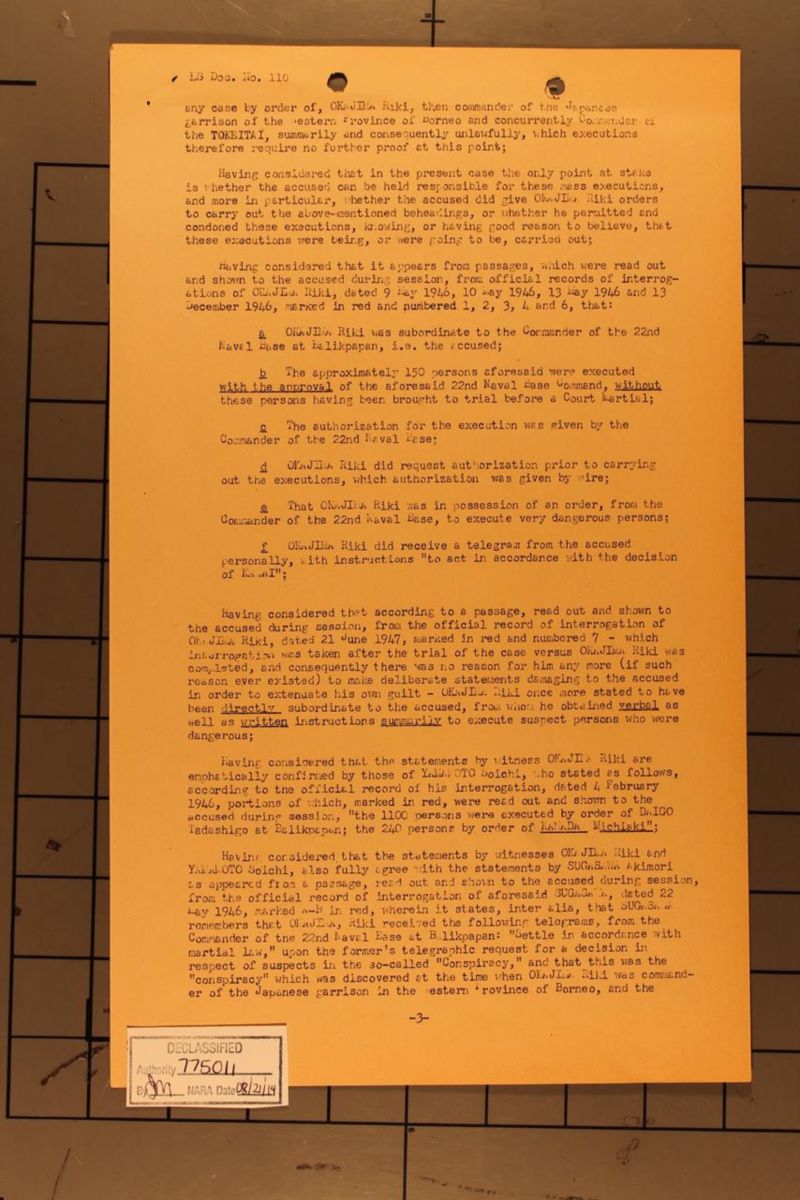 LS Doc. No. 110
any case by order of, OKAJIMA Riki, then commander of the Japanese
garrison of the Western Province of Borneo and concurrently Commander of
the TOKEITAI, summarily and consequently unlawfully, which executions
therefore require no further proof at this point;
Having considered that in the present case the only point at stake
is whether the accused can be held responsible for these mass executions,
and more in particular, whether the accused did give OKAJIMA Riki orders
to carry out the above-mentioned beheadings, or whether he permitted and
condoned these executions, knowing, or having good reason to believe, that
these executions were being, or were going to be, carried out;
Having considered that it appears from passages, which were read out
and shown to the accused during session, from official records of interrog-
ations of OKAJIMA Riki, dated 9 May 1946, 10 May 1946, 13 May 1946 and 13
December 1946, marked in red and numbered 1, 2, 3, 4 and 6, that:
a OKAJIMA Riki was subordinate to the Commander of the 22nd
Naval Base at Balikpapan, i.e. the accused;
b The approximately 150 persons aforesaid were executed
with the approval of the aforesaid 22nd Naval Base Command, without
these persons having been brought to trial before a Court Martial;
c The authorization for the execution was given by the
Commander of the 22nd Naval Base;
d OKAJIMA Riki did request authorization prior to carrying
out the executions, which authorization was given by wire;
e That OKAJIMA Riki was in possession of an order, from the
Commander of the 22nd Naval Base, to execute very dangerous persons;
f OKAJIMA Riki did receive a telegram from the accused
personally, with instructions "to act in accordance with the decision
of
Having considered that according to a passage, read out and shown to
the accused during session, from the official record of interrogation of
OKAJIMA Riki, dated 21 June 1947, marked in red and numbered 7 - which
interrogation was taken after the trial of the case versus OKAJIMA Riki was
completed, and consequently there was no reason for him any more (if such
reason ever existed) to make deliberate statements damaging to the accused
in order to extenuate his own guilt - OKAJIMA Riki once more stated to have
been directly subordinate to the accused, from whom he obtained verbal as
well as written instructions summarily to execute suspect persons who were
dangerous;
Having considered that the statements by witness OKAJIMA Riki are
emphatically confirmed by those of YAMAMOTO Soichi, who stated as follows,
according to the official record of his interrogation, dated 4 February
1946, portions of which, marked in red, were read out and shown to the
accused during session, "the 1100 persons were executed by order of DAIGO
Tadashigo at Balikpapan; the 240 persons by order of KAMADA Michiaki";
Having considered that the statements by witnesses OKAJIMA Riki and
YAMAMOTO Soichi, also fully agree with the statements by SUGASAWA Akimori
as appeared from a passage, read out and shown to the accused during session,
from the official record of interrogation of aforesaid SUGASAWA, dated 22
May 1946, marked A-B in red, wherein it states, inter alia, that SUGASAWA
remembers that OKAJIMA, Riki received the following telegrams, from the
Commander of tne 22nd Naval Base at Balikpapan: "Settle in accordance with
martial law," upon the former's telegraphic request for a decision in
respect of suspects in the so-called "Conspiracy," and that this was the
"conspiracy" which was discovered at the time when OKAJIMA Riki was command-
er of the Japanese garrison in the Western Province of Borneo, and the
-3-
DECLASSIFIED
Authority 775011
By NARA Date 08/21/14